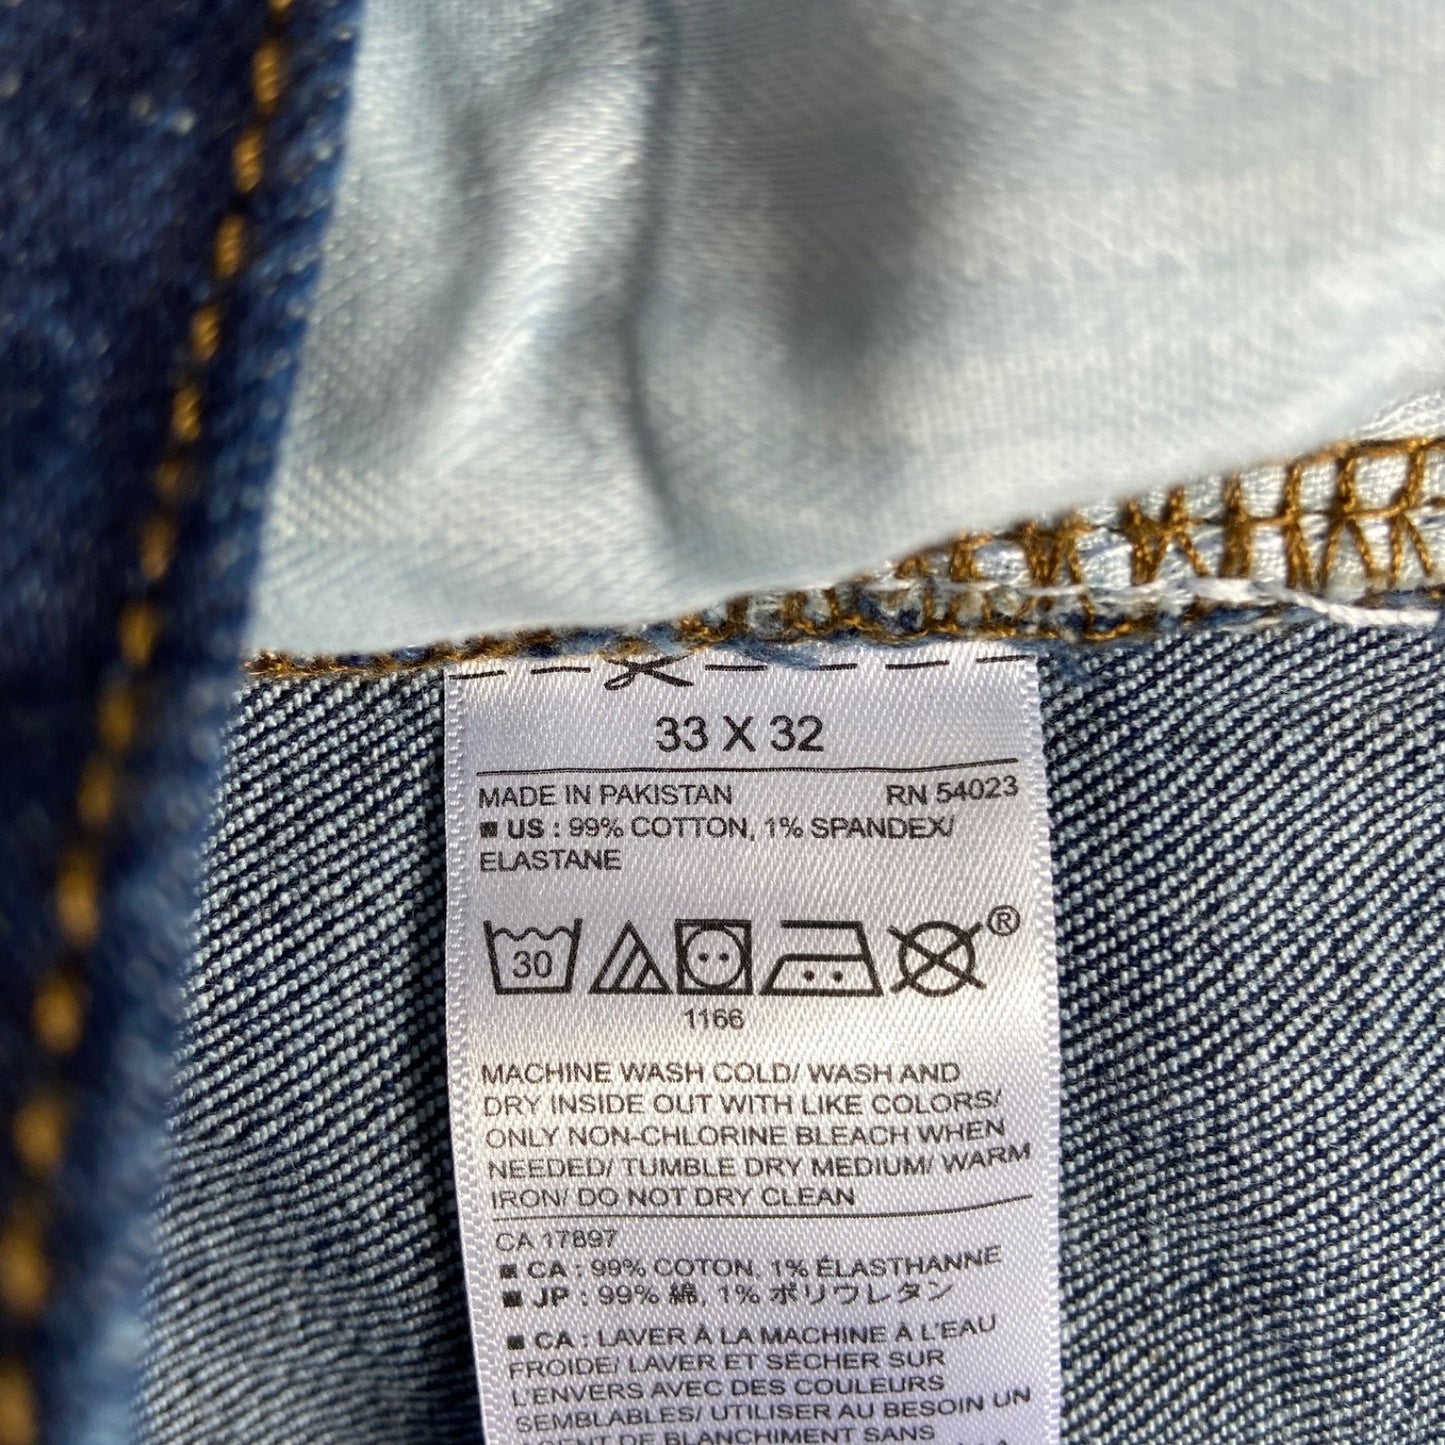 33 X 32
MADE IN PAKISTAN RN 54023
US : 99% COTTON, 1% SPANDEX/
ELASTANE
30 ®
1166
MACHINE WASH COLD/ WASH AND
DRY INSIDE OUT WITH LIKE COLORS/
ONLY NON-CHLORINE BLEACH WHEN
NEEDED/ TUMBLE DRY MEDIUM/ WARM
IRON/ DO NOT DRY CLEAN
CA 17897
CA : 99% COTON, 1% ÉLASTHANNE
JP : 99% 綿, 1% ポリウレタン
CA : LAVER À LA MACHINE À L'EAU
FROIDE/ LAVER ET SÉCHER SUR
L'ENVERS AVEC DES COULEURS
SEMBLABLES/ UTILISER AU BESOIN UN
AGENT DE BLANCHIMENT SANS